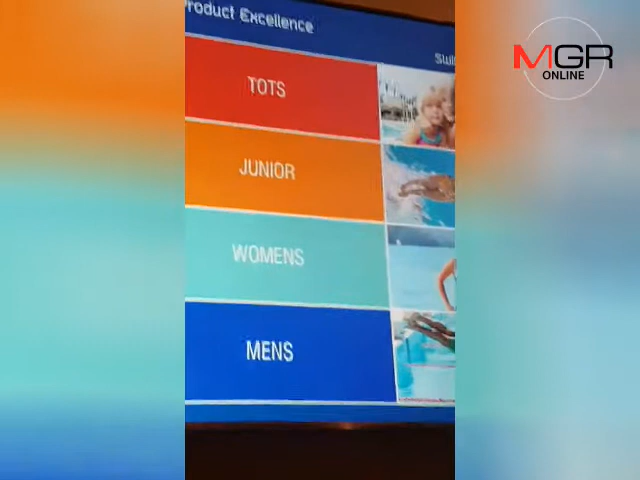 Product Excellence
TOTS
JUNIOR
WOMENS
MENS
MGR
ONLINE